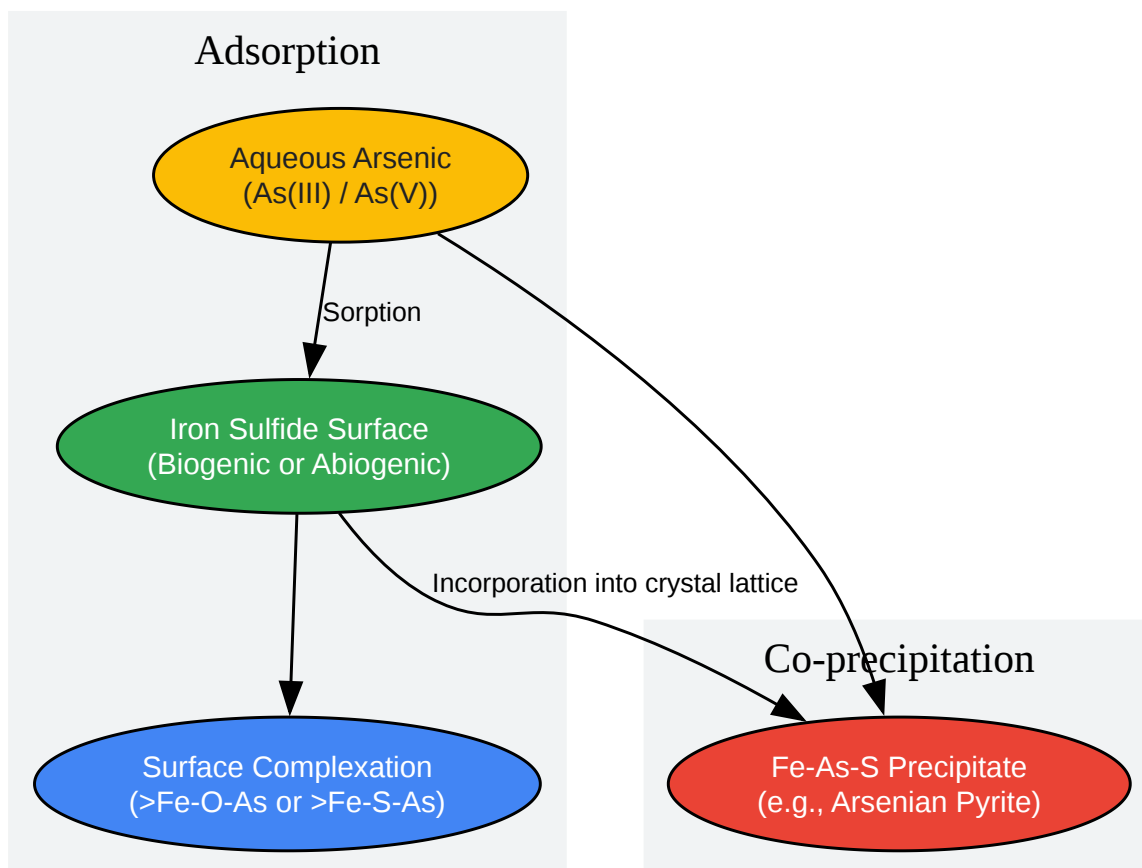 Adsorption
Aqueous Arsenic
(As(III) / As(V))
Sorption
Iron Sulfide Surface
(Biogenic or Abiogenic)
Incorporation into crystal lattice
Co-precipitation
Surface Complexation
(>Fe-O-As or >Fe-S-As)
Fe-As-S Precipitate
(e.g., Arsenian Pyrite)